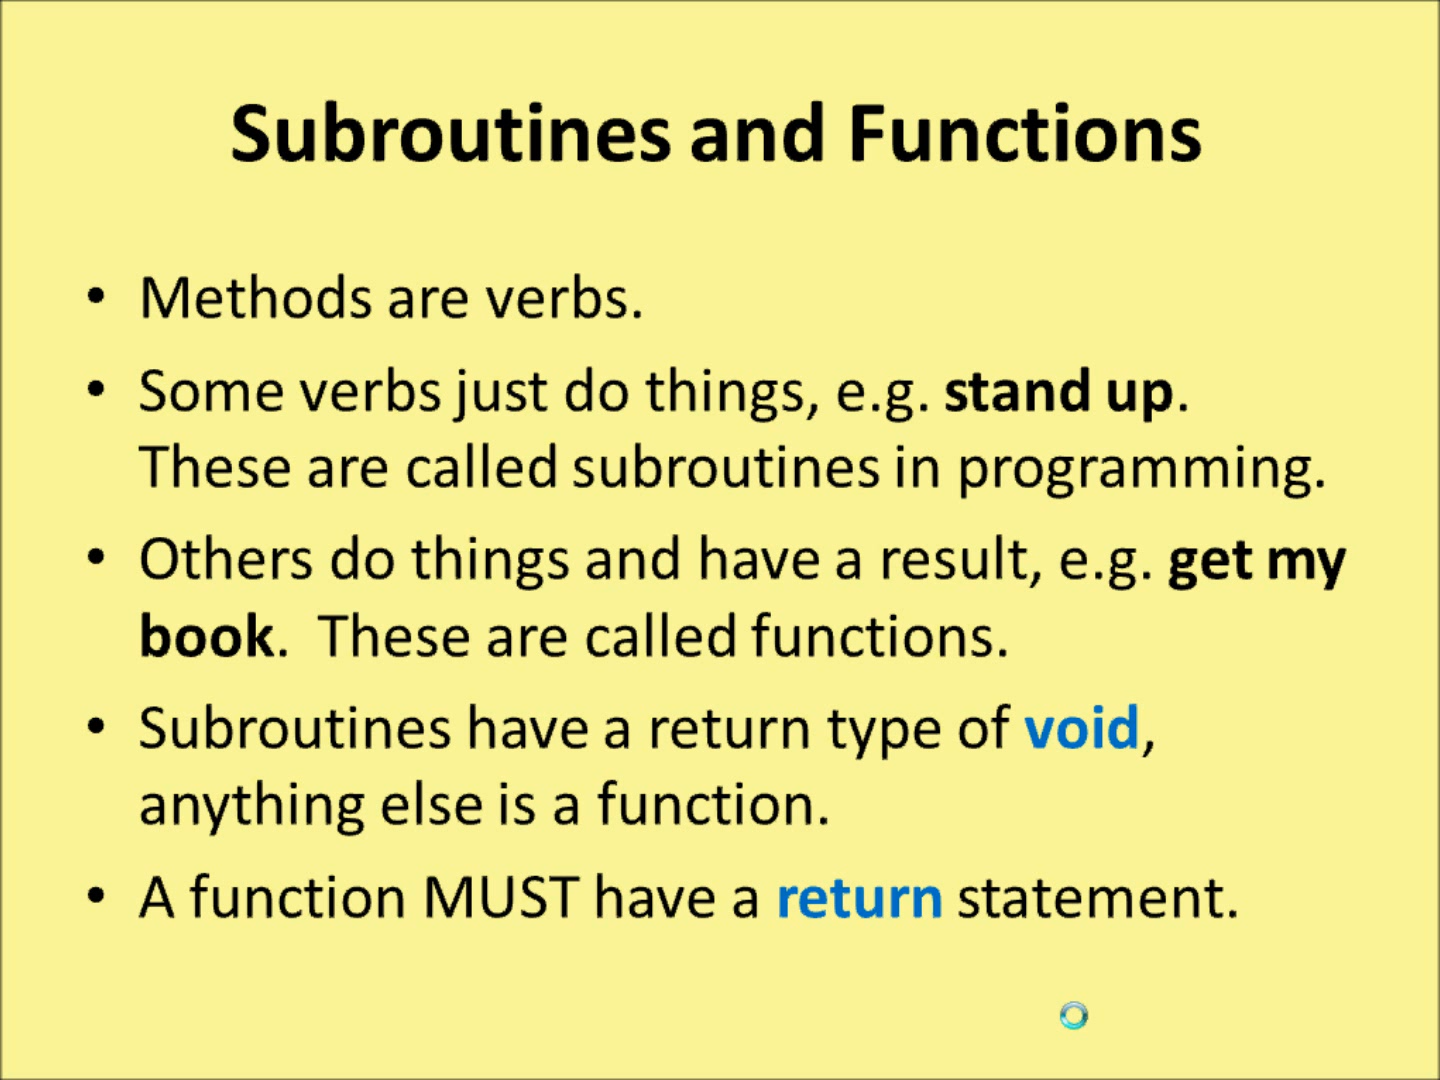 Subroutines and Functions
• Methods are verbs.
• Some verbs just do things, e.g. stand up.
These are called subroutines in programming.
• Others do things and have a result, e.g. get my
book.  These are called functions.
• Subroutines have a return type of void,
anything else is a function.
• A function MUST have a return statement.